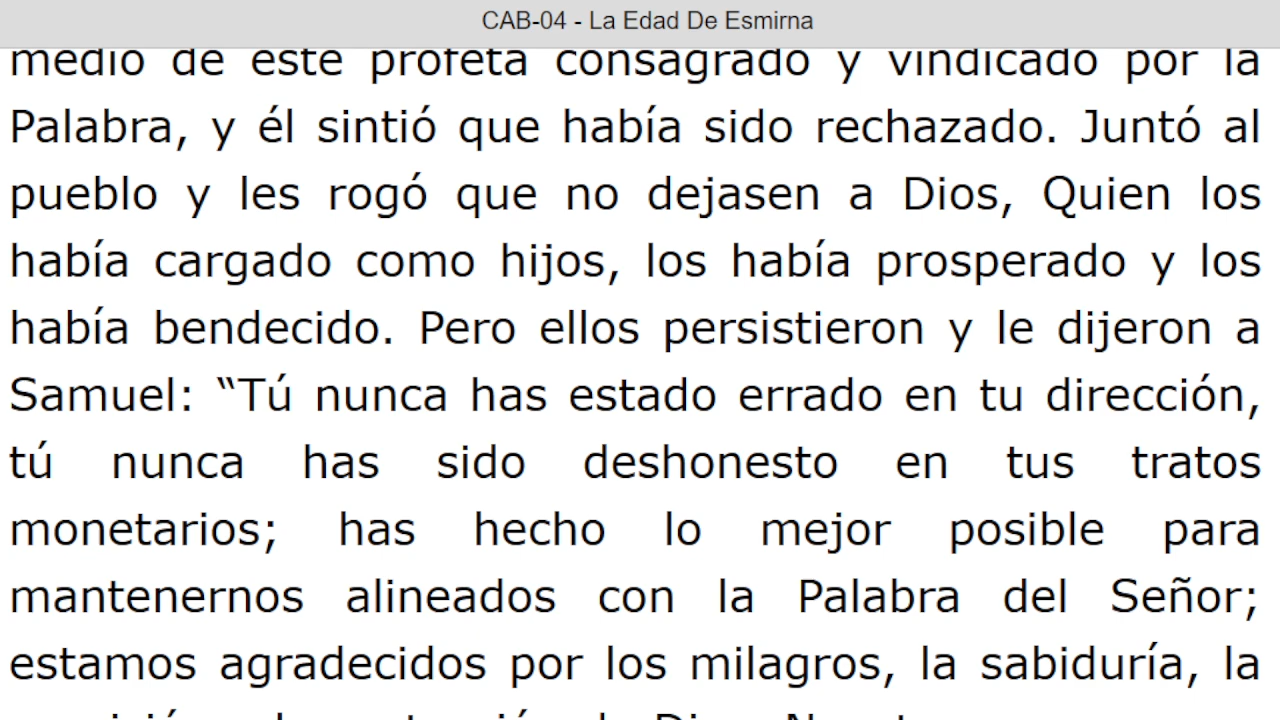 CAB-04 - La Edad De Esmirna
medio de este profeta consagrado y vindicado por la
Palabra, y él sintió que había sido rechazado. Juntó al
pueblo y les rogó que no dejasen a Dios, Quien los
había cargado como hijos, los había prosperado y los
había bendecido. Pero ellos persistieron y le dijeron a
Samuel: “Tú nunca has estado errado en tu dirección,
tú nunca has sido deshonesto en tus tratos
monetarios; has hecho lo mejor posible para
mantenernos alineados con la Palabra del Señor;
estamos agradecidos por los milagros, la sabiduría, la